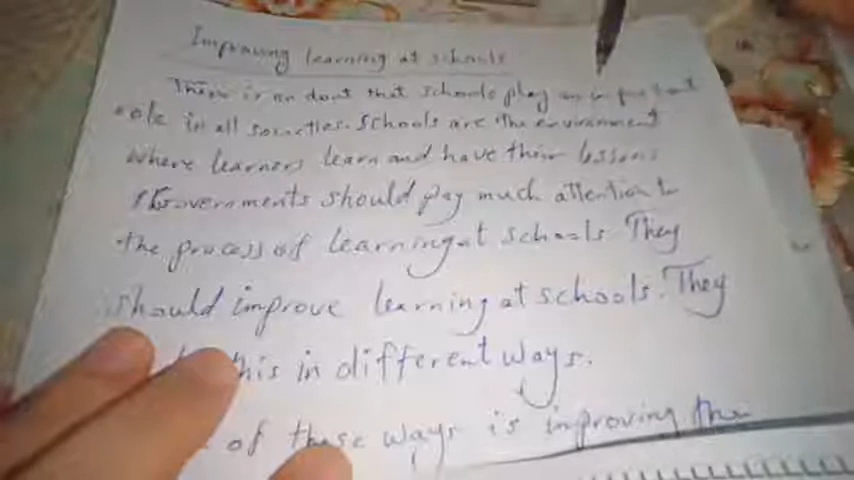 Improving learning at schools
There is no dout that schools play an important
role in all societies. Schools are the environment
where learners learn and have their lessons
Governments should pay much attention to
the process of learning at schools They
should improve learning at schools. They
this in different ways.
of these ways is improving the